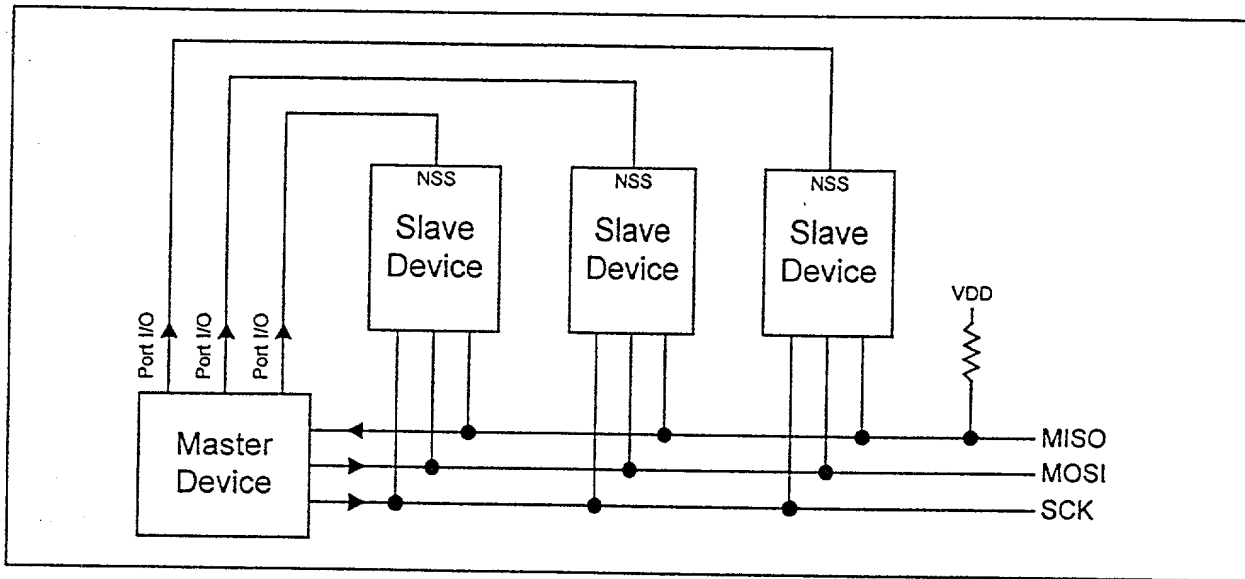 NSS
Slave
Device
NSS
Slave
Device
NSS
Slave
Device
VDD
Port I/O
Port I/O
Port I/O
Master
Device
MISO
MOSI
SCK